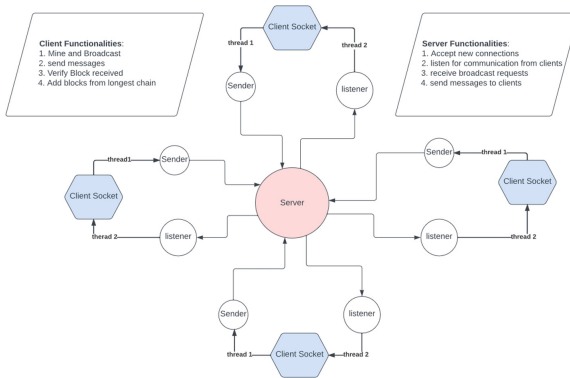 Client Functionalities:
1. Mine and Broadcast
2. send messages
3. Verify Block received
4. Add blocks from longest chain
Client Socket
thread 1
thread 2
Sender
listener
Server Functionalities:
1. Accept new connections
2. listen for communication from clients
3. receive broadcast requests
4. send messages to clients
thread1
Sender
Client Socket
therad 2
listener
Server
Sender
thread 1
Client Socket
listener
thread 2
Sender
listener
thread 1
Client Socket
thread 2